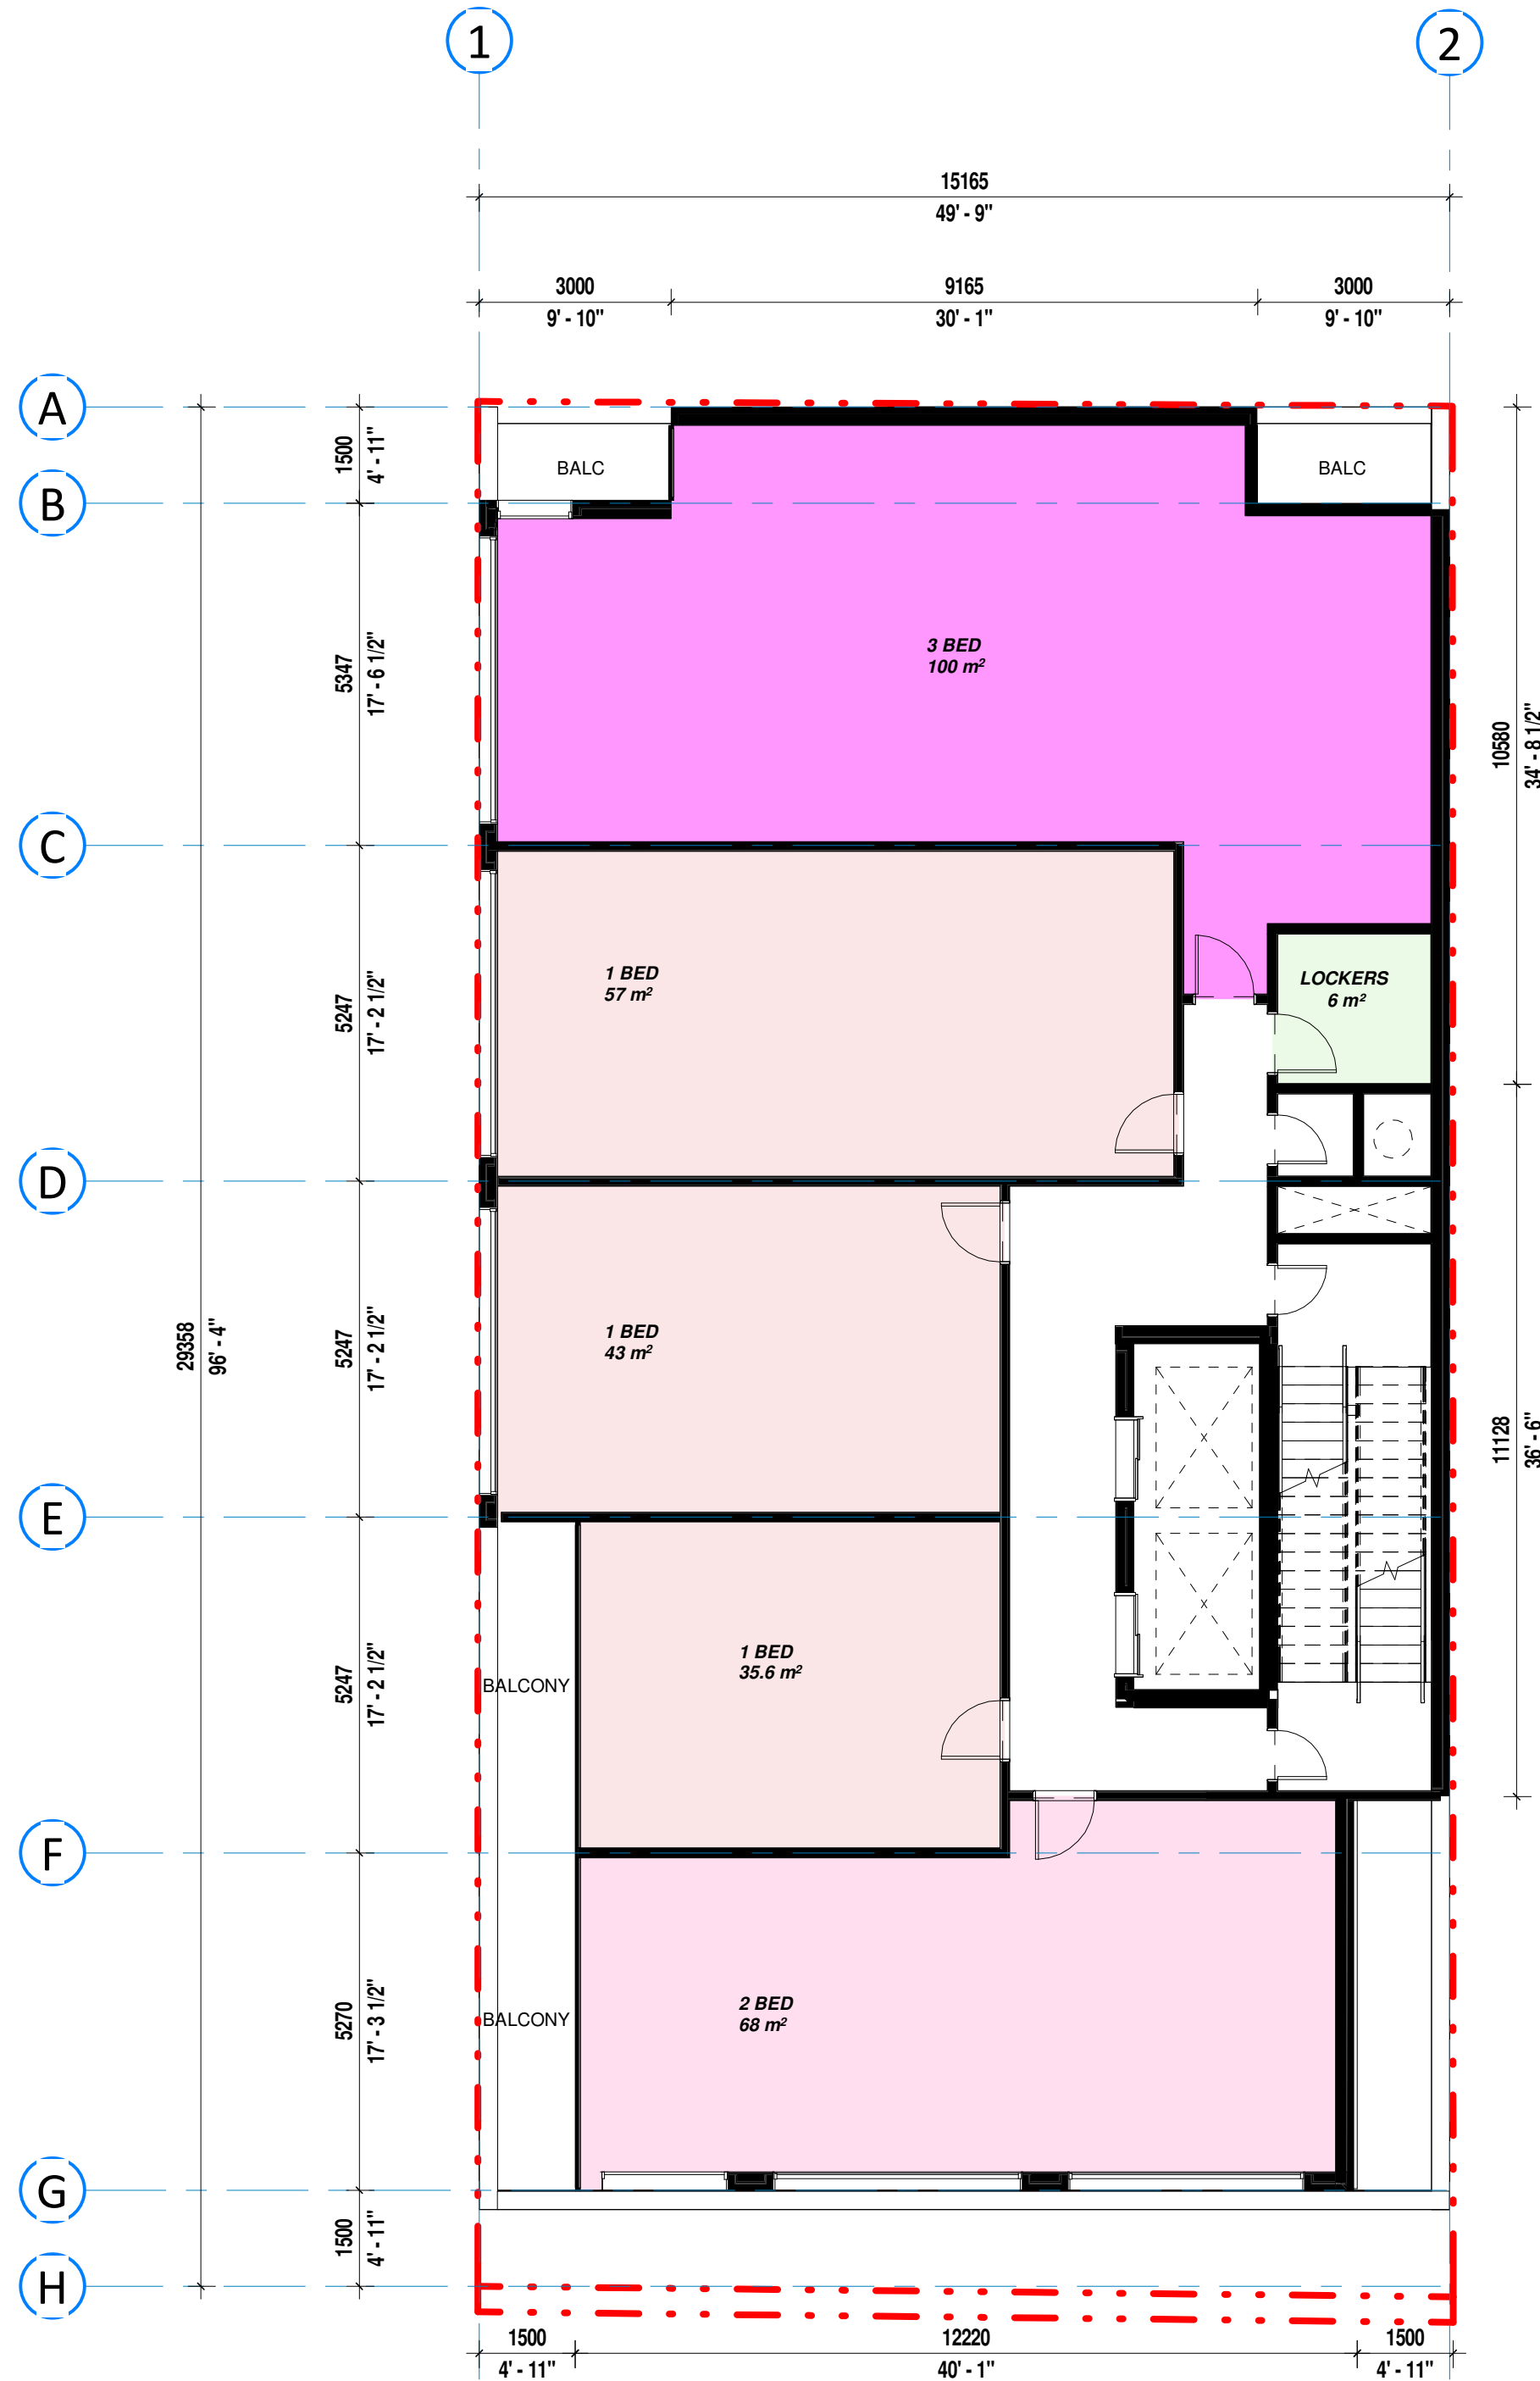 1
2
15165
49' - 9"
3000
9165
3000
9' - 10"
30' - 1"
9' - 10"
A
1500
4' - 11"
BALC
BALC
B
5347
17' - 6 1/2"
3 BED
100 m²
10580
34' - 8 1/2"
C
1 BED
57 m²
LOCKERS
6 m²
5247
17' - 2 1/2"
D
29358
96' - 4"
5247
17' - 2 1/2"
1 BED
43 m²
11128
36' - 6"
E
5247
17' - 2 1/2"
1 BED
35.6 m²
BALCONY
F
5270
17' - 3 1/2"
2 BED
68 m²
BALCONY
G
1500
4' - 11"
H
1500
12220
1500
4' - 11"
40' - 1"
4' - 11"